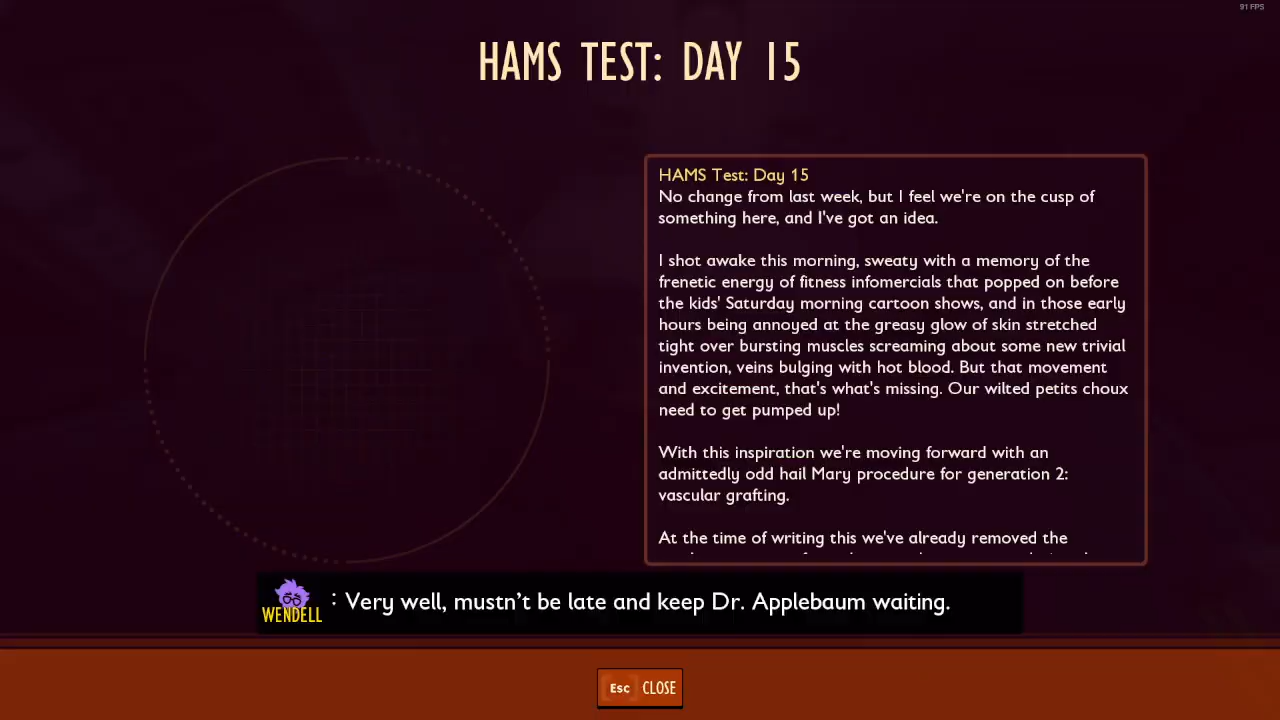 91 FPS
HAMS TEST: DAY 15
HAMS Test: Day 15
No change from last week, but I feel we're on the cusp of
something here, and I've got an idea.
I shot awake this morning, sweaty with a memory of the
frenetic energy of fitness infomercials that popped on before
the kids' Saturday morning cartoon shows, and in those early
hours being annoyed at the greasy glow of skin stretched
tight over bursting muscles screaming about some new trivial
invention, veins bulging with hot blood. But that movement
and excitement, that's what's missing. Our wilted petits choux
need to get pumped up!
With this inspiration we're moving forward with an
admittedly odd hail Mary procedure for generation 2:
vascular grafting.
At the time of writing this we've already removed the
WENDELL : Very well, mustn't be late and keep Dr. Applebaum waiting.
Esc CLOSE